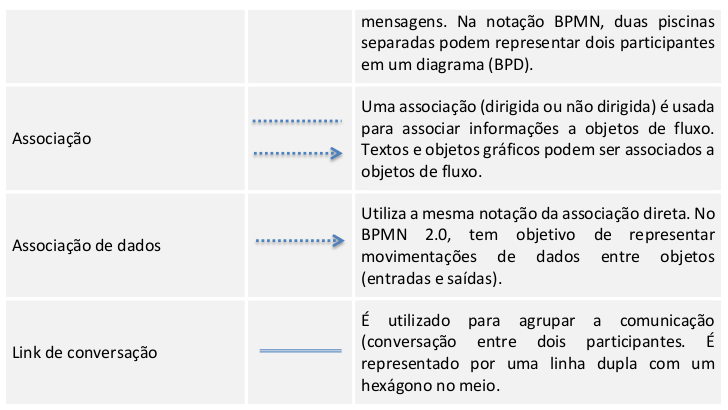 mensagens. Na notação BPMN, duas piscinas
separadas podem representar dois participantes
em um diagrama (BPD).
Associação
Uma associação (dirigida ou não dirigida) é usada
para associar informações a objetos de fluxo.
Textos e objetos gráficos podem ser associados a
objetos de fluxo.
Associação de dados
Utiliza a mesma notação da associação direta. No
BPMN 2.0, tem objetivo de representar
movimentações de dados entre objetos
(entradas e saídas).
Link de conversação
É utilizado para agrupar a comunicação
(conversação entre dois participantes. É
representado por uma linha dupla com um
hexágono no meio.